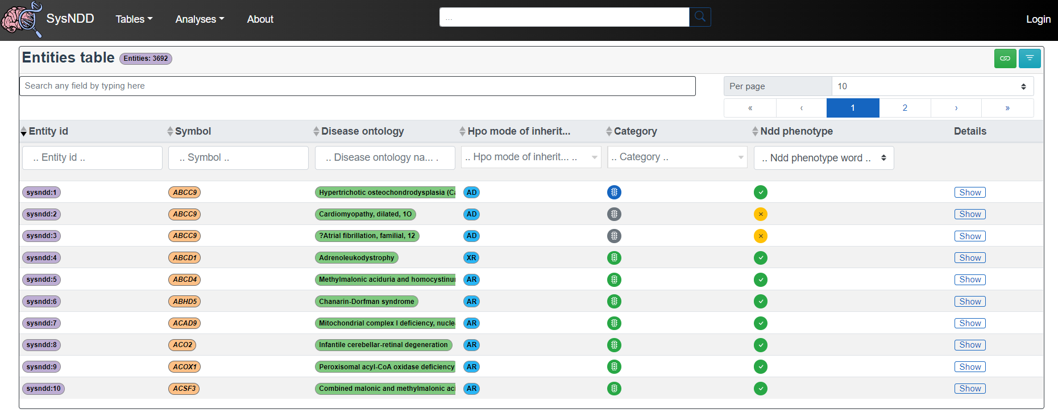 SysNDD Tables Analyses About ... Login
Entities table Entities: 3692
Search any field by typing here Per page 10
« ‹ 1 2 › »
Entity id Symbol Disease ontology Hpo mode of inherit... Category Ndd phenotype Details
.. Entity id .. .. Symbol .. .. Disease ontology na... . .. Hpo mode of inherit... .. .. Category .. .. Ndd phenotype word ..
sysndd:1 ABCC9 Hypertrichotic osteochondrodysplasia (C AD Show
sysndd:2 ABCC9 Cardiomyopathy, dilated, 1O AD Show
sysndd:3 ABCC9 ?Atrial fibrillation, familial, 12 AD Show
sysndd:4 ABCD1 Adrenoleukodystrophy XR Show
sysndd:5 ABCD4 Methylmalonic aciduria and homocystinu AR Show
sysndd:6 ABHD5 Chanarin-Dorfman syndrome AR Show
sysndd:7 ACAD9 Mitochondrial complex I deficiency, nucle AR Show
sysndd:8 ACO2 Infantile cerebellar-retinal degeneration AR Show
sysndd:9 ACOX1 Peroxisomal acyl-CoA oxidase deficiency AR Show
sysndd:10 ACSF3 Combined malonic and methylmalonic ac AR Show